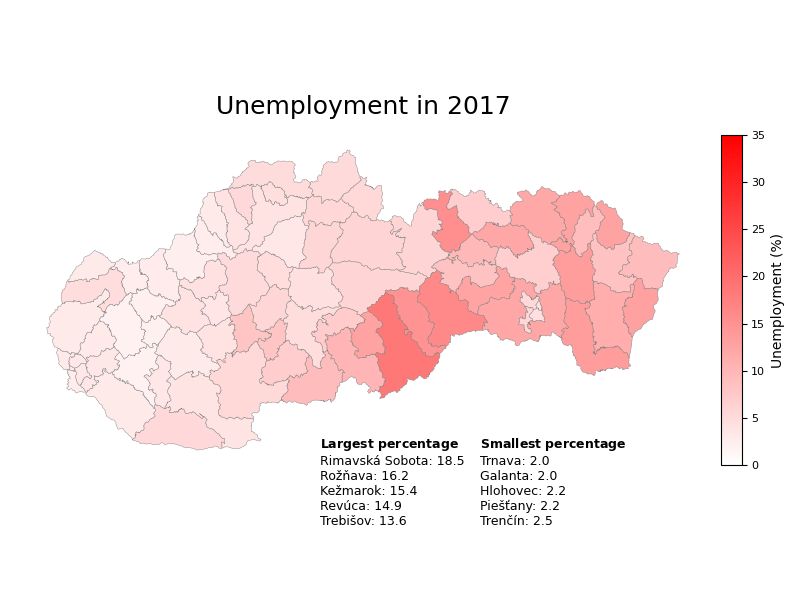 Unemployment in 2017
35
30
25
20
15
10
5
0
Unemployment (%)
Largest percentage
Rimavská Sobota: 18.5
Rožňava: 16.2
Kežmarok: 15.4
Revúca: 14.9
Trebišov: 13.6
Smallest percentage
Trnava: 2.0
Galanta: 2.0
Hlohovec: 2.2
Piešťany: 2.2
Trenčín: 2.5